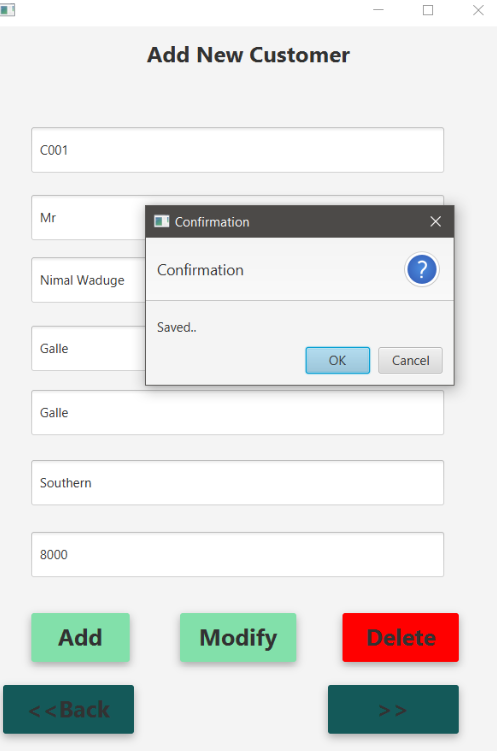 Add New Customer
C001
Mr
Confirmation
Confirmation
?
Nimal Waduge
Saved..
Galle
OK
Cancel
Galle
Southern
8000
Add
Modify
Delete
<<Back
>>